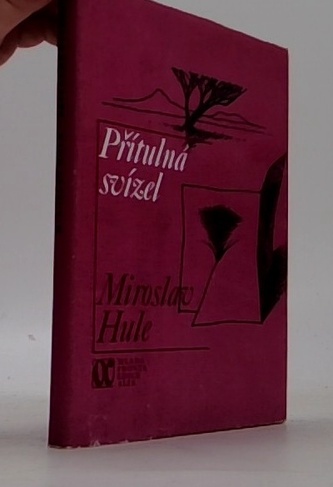 Přítulná
svízel
Miroslav
Hule